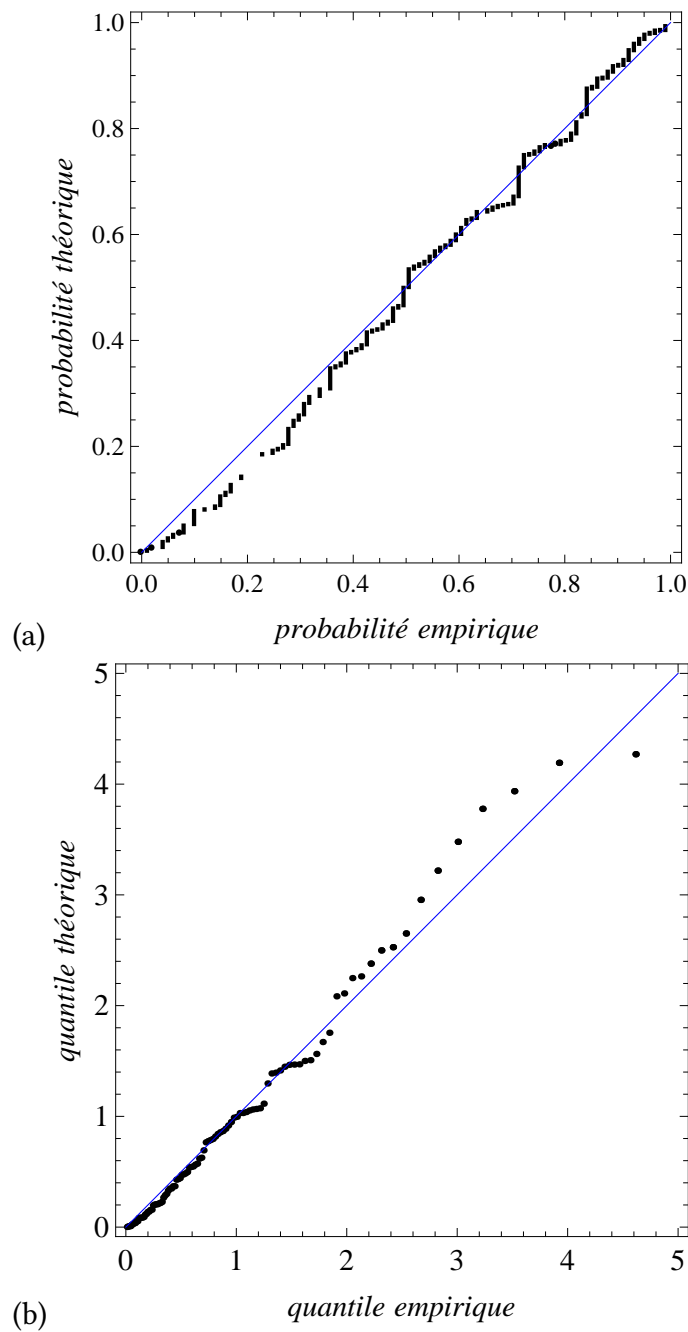 1.0
0.8
0.6
0.4
0.2
0.0
probabilité théorique
0.0 0.2 0.4 0.6 0.8 1.0
probabilité empirique
(a)
5
4
3
2
1
0
quantile théorique
0 1 2 3 4 5
quantile empirique
(b)